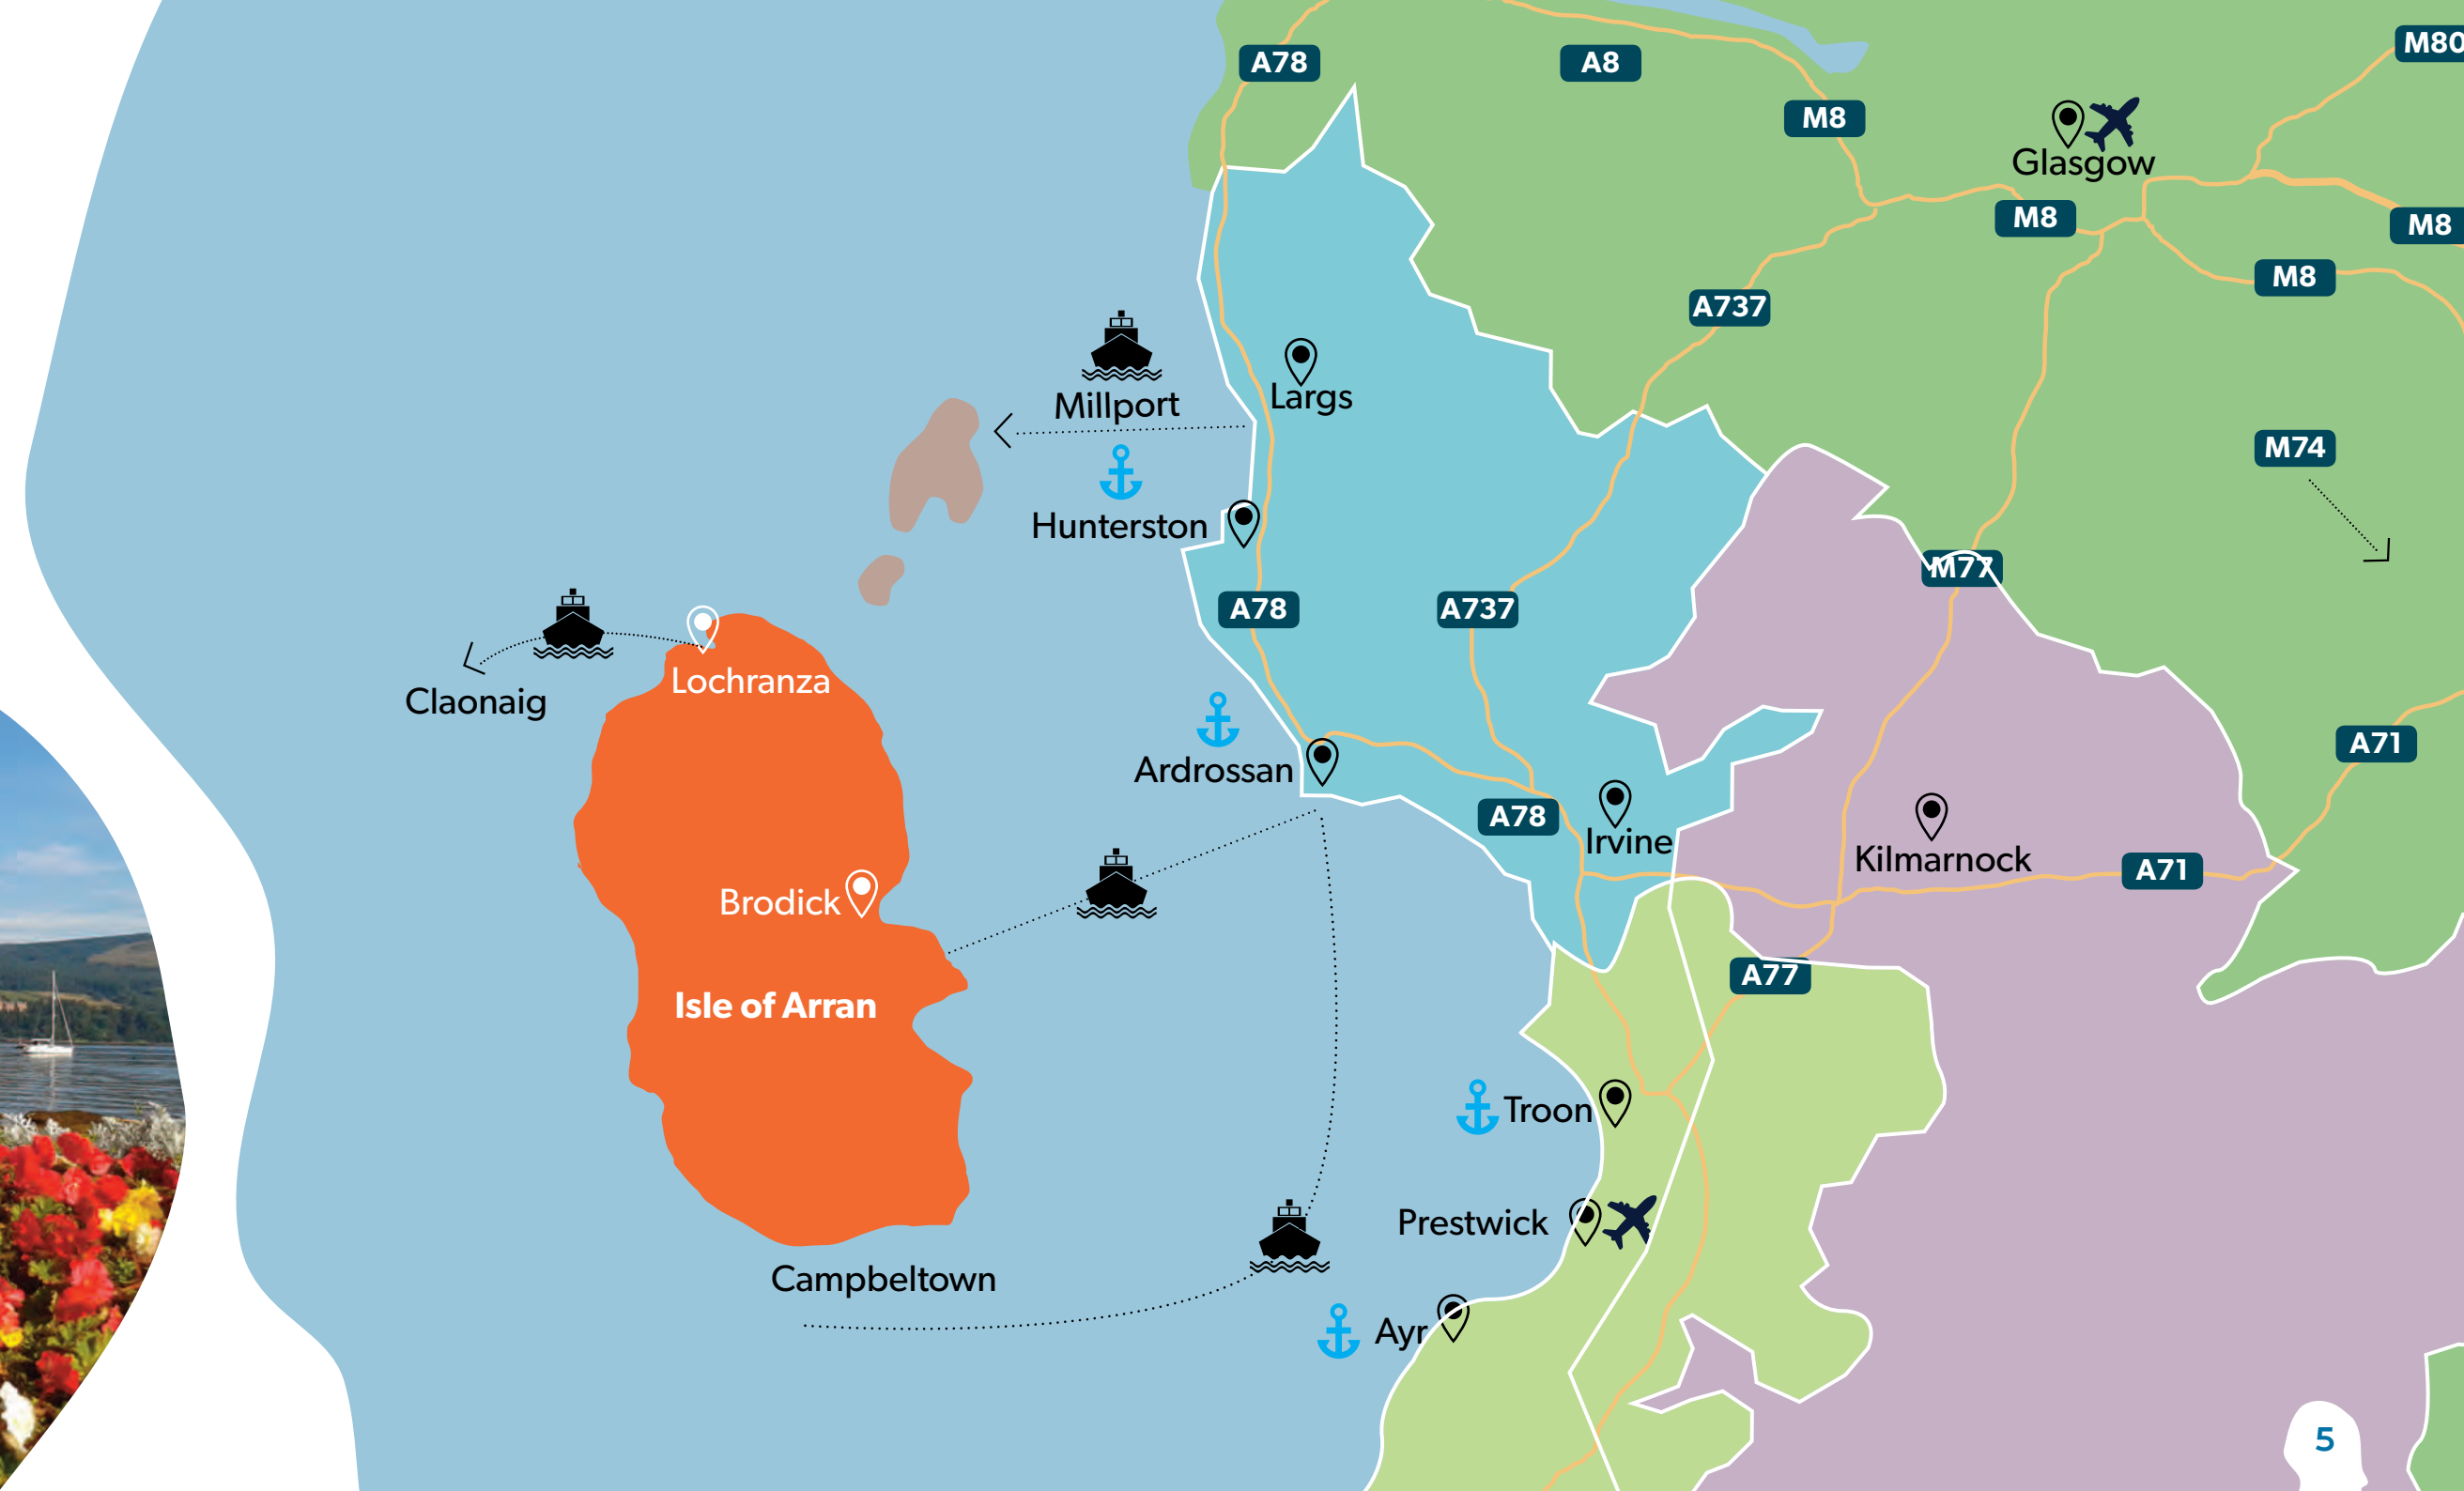 M80
A78
A8
M8
Glasgow
M8
M8
M8
A737
Largs
Millport
M74
Hunterston
M77
A78
A737
Lochranza
Claonaig
A71
Ardrossan
A78
Irvine
Kilmarnock
A71
Brodick
A77
Isle of Arran
Troon
Prestwick
Campbeltown
Ayr
5